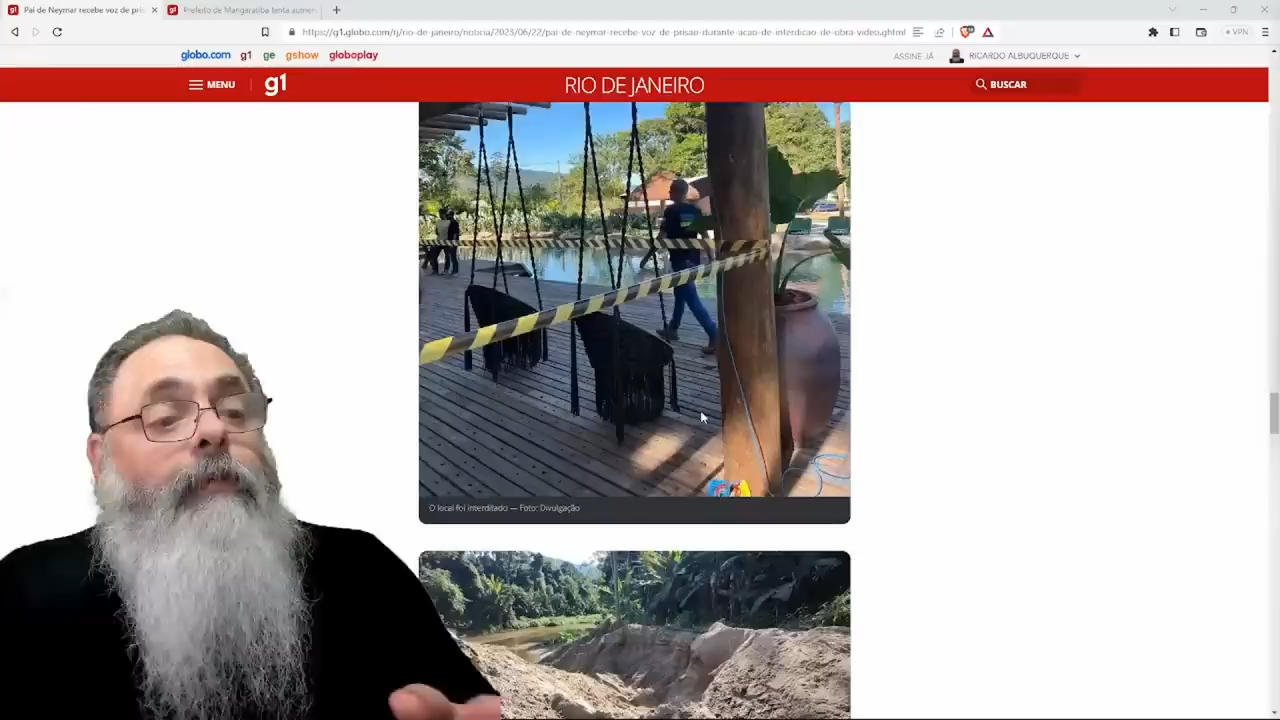 Pai de Neymar recebe voz de pris
Prefeito de Mangaratiba tenta aumen
https://g1.globo.com/rj/rio-de-janeiro/noticia/2023/06/22/pai-de-neymar-recebe-voz-de-prisao-durante-acao-de-interdicao-de-obra-video.ghtml
VPN
globo.com g1 ge gshow globoplay
ASSINE JÁ
RICARDO ALBUQUERQUE
MENU
g1
RIO DE JANEIRO
BUSCAR
O local foi interditado — Foto: Divulgação